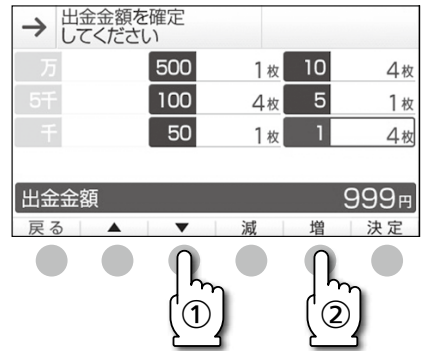 → 出金金額を確定
してください
万 500 1枚 10 4枚
5千 100 4枚 5 1枚
千 50 1枚 1 4枚
出金金額 999円
戻る ▲ ▼ 減 増 決定
① ②